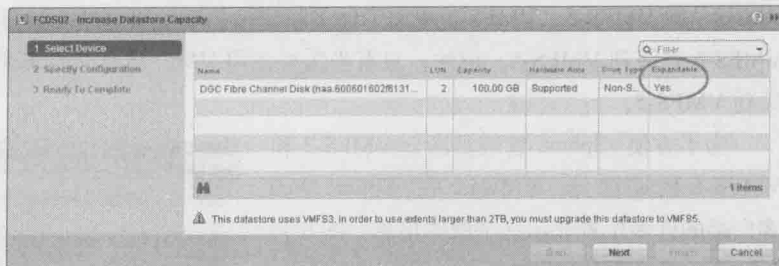 FCDS02 - Increase Datastore Capacity
1 Select Device
2 Specify Configuration
3 Ready To Complete
Filter
Name LUN Capacity Hardware Acce Drive Type Expandable
DGC Fibre Channel Disk (naa.600601602f6131... 2 100.00 GB Supported Non-S... Yes
1 items
This datastore uses VMFS3. In order to use extents larger than 2TB, you must upgrade this datastore to VMFS5.
Back Next Finish Cancel